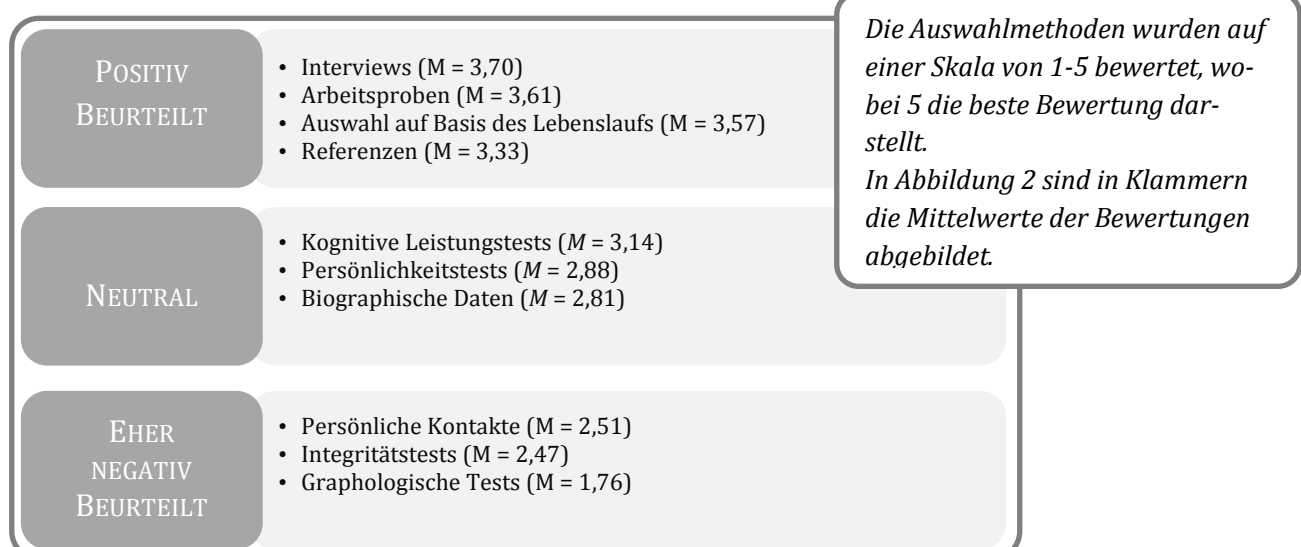 POSITIV
BEURTEILT
• Interviews (M = 3,70)
• Arbeitsproben (M = 3,61)
• Auswahl auf Basis des Lebenslaufs (M = 3,57)
• Referenzen (M = 3,33)
Die Auswahlmethoden wurden auf
einer Skala von 1-5 bewertet, wo-
bei 5 die beste Bewertung dar-
stellt.
In Abbildung 2 sind in Klammern
die Mittelwerte der Bewertungen
abgebildet.
NEUTRAL
• Kognitive Leistungstests (M = 3,14)
• Persönlichkeitstests (M = 2,88)
• Biographische Daten (M = 2,81)
EHER
NEGATIV
BEURTEILT
• Persönliche Kontakte (M = 2,51)
• Integritätstests (M = 2,47)
• Graphologische Tests (M = 1,76)